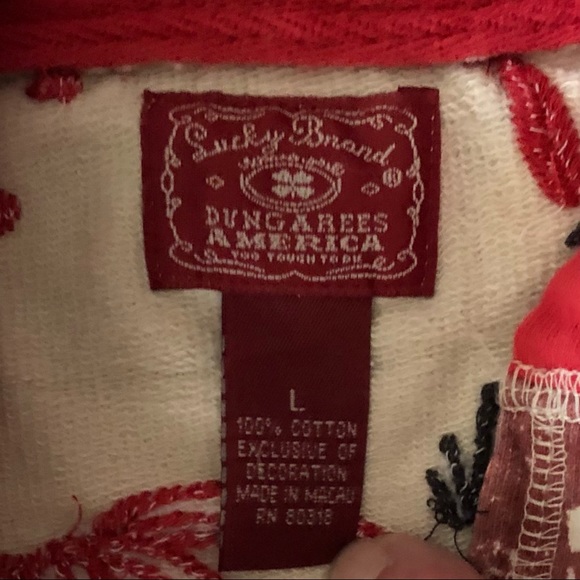 Lucky Brand ®
DUNGAREES
AMERICA
TOO TOUGH TO DIE
L
100% COTTON
EXCLUSIVE OF
DECORATION
MADE IN MACAU
RN 80318